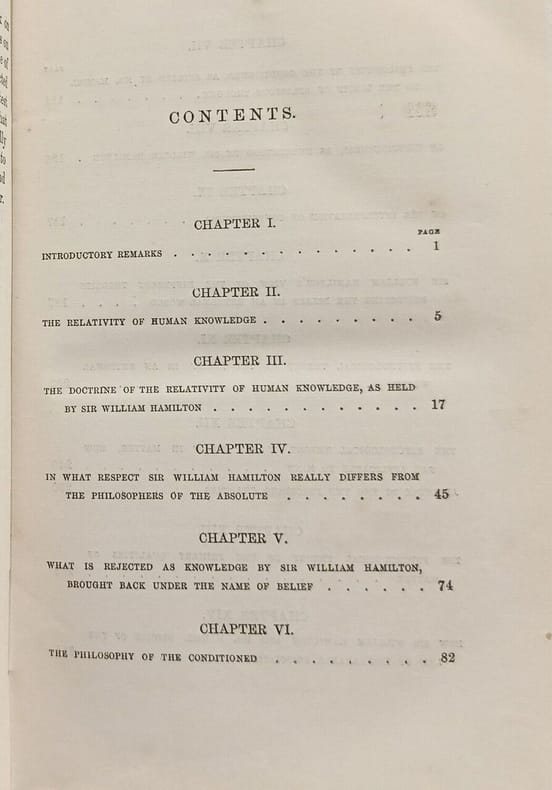 CONTENTS.
CHAPTER I.
PAGE
INTRODUCTORY REMARKS . . . . . . . . . . . . . 1
CHAPTER II.
THE RELATIVITY OF HUMAN KNOWLEDGE . . . . . . . . . 5
CHAPTER III.
THE DOCTRINE OF THE RELATIVITY OF HUMAN KNOWLEDGE, AS HELD
BY SIR WILLIAM HAMILTON . . . . . . . . . . . . 17
CHAPTER IV.
IN WHAT RESPECT SIR WILLIAM HAMILTON REALLY DIFFERS FROM
THE PHILOSOPHERS OF THE ABSOLUTE . . . . . . . 45
CHAPTER V.
WHAT IS REJECTED AS KNOWLEDGE BY SIR WILLIAM HAMILTON,
BROUGHT BACK UNDER THE NAME OF BELIEF . . . . . . 74
CHAPTER VI.
THE PHILOSOPHY OF THE CONDITIONED . . . . . . . . . 82